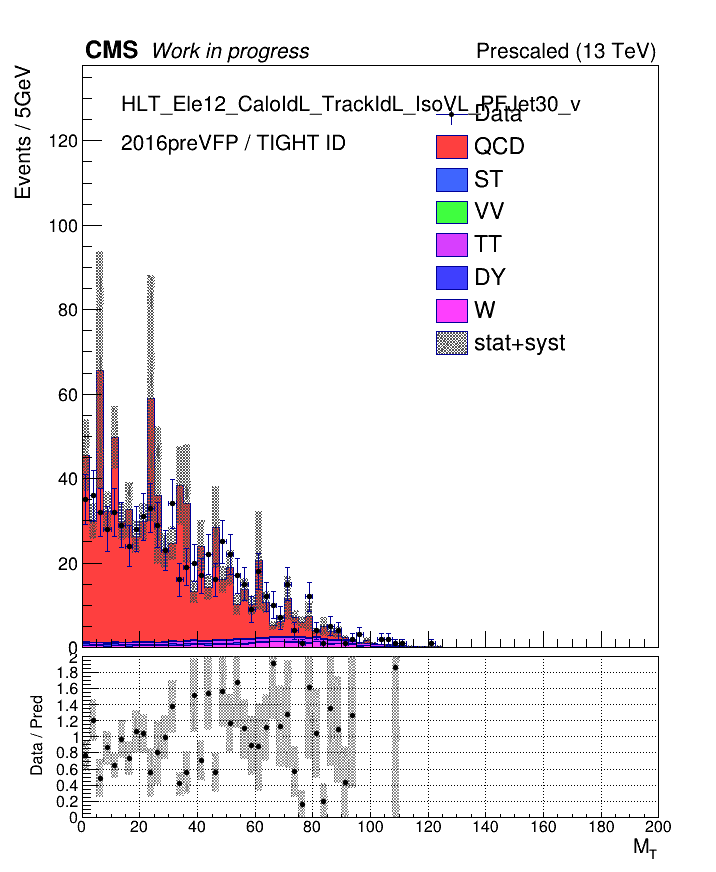 CMS Work in progress Prescaled (13 TeV)
Events / 5GeV
HLT_Ele12_CaloIdL_TrackIdL_IsoVL_PFJet30_v
2016preVFP / TIGHT ID
Data
QCD
ST
VV
TT
DY
W
stat+syst
120
100
80
60
40
20
0
Data / Pred
2
1.8
1.6
1.4
1.2
1
0.8
0.6
0.4
0.2
0
0 20 40 60 80 100 120 140 160 180 200
M_T